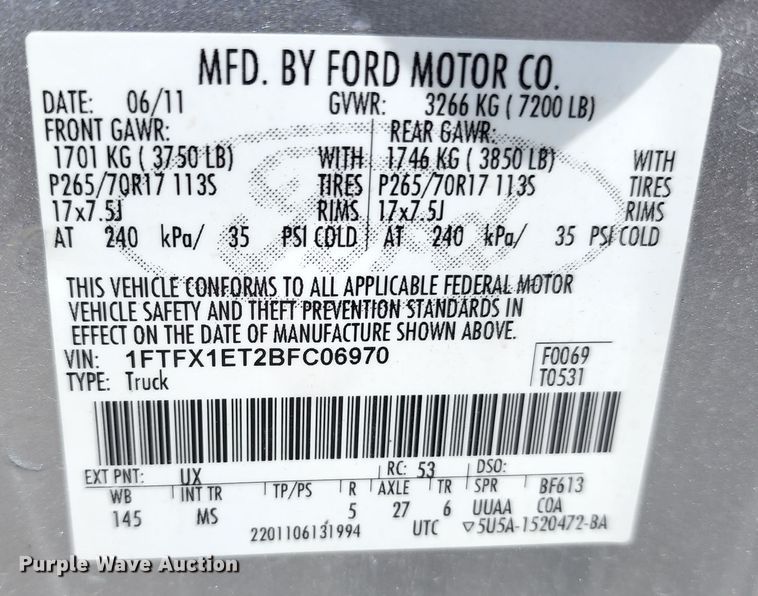 MFD. BY FORD MOTOR CO.
DATE: 06/11 GVWR: 3266 KG ( 7200 LB)
FRONT GAWR: REAR GAWR:
1701 KG ( 3750 LB) WITH 1746 KG ( 3850 LB) WITH
P265/70R17 113S TIRES P265/70R17 113S TIRES
17x7.5J RIMS 17x7.5J RIMS
AT 240 kPa/ 35 PSI COLD AT 240 kPa/ 35 PSI COLD
THIS VEHICLE CONFORMS TO ALL APPLICABLE FEDERAL MOTOR
VEHICLE SAFETY AND THEFT PREVENTION STANDARDS IN
EFFECT ON THE DATE OF MANUFACTURE SHOWN ABOVE.
VIN: 1FTFX1ET2BFC06970 F0069
TYPE: Truck T0531
EXT PNT: UX RC: 53 DSO:
WB INT TR TP/PS R AXLE TR SPR BF613
145 MS 5 27 6 UUAA COA
2201106131994 UTC ▽5U5A-1520472-BA
Ford
Purple Wave Auction